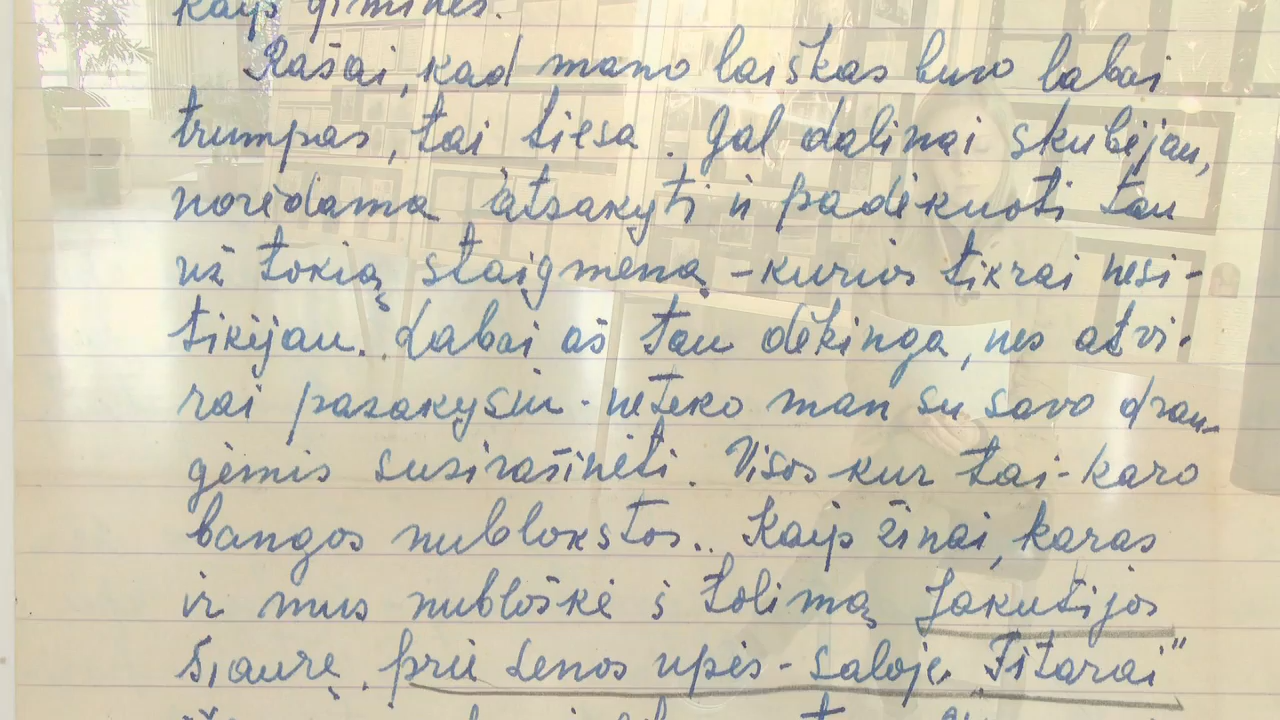 kaip giminės.
Rašai, kad mano laiškas buvo labai
trumpas, tai tiesa. Gal dalinai skubėjau,
norėdama atsakyti ir padėkuoti tau
už tokią staigmeną - kurios tikrai nesi-
tikėjau. Labai aš tau dėkinga, nes atvi-
rai pasakysiu - neteko man su savo drau-
gėmis susirašinėti. Visos kur tai - karo
bangos nublokštos.. Kaip žinai, karas
ir mus nubloškė į tolimą Jakutijos
šiaurę, prie Lenos upės - saloje „Titarai"